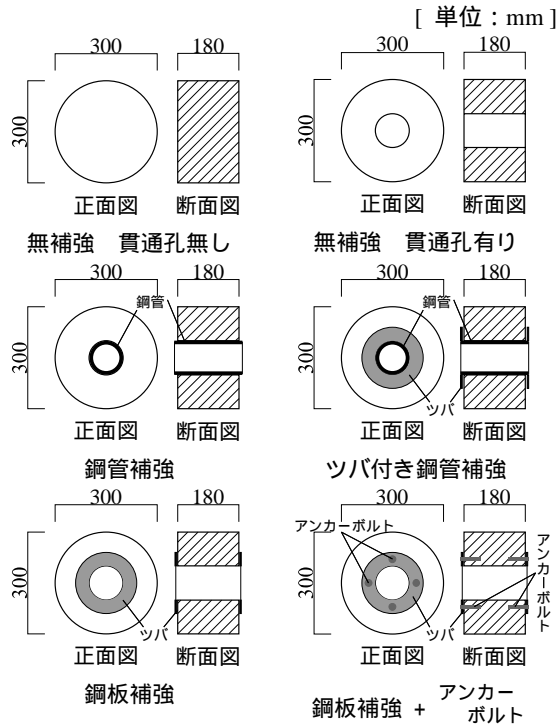 [ 単位:mm ]
300 180 300 180
300 300
正面図 断面図 正面図 断面図
無補強 貫通孔無し 無補強 貫通孔有り
300 180 300 180
鋼管 鋼管
300 300
ツバ
正面図 断面図 正面図 断面図
鋼管補強 ツバ付き鋼管補強
300 180 300 180
アンカーボルト アンカーボルト
300 300
ツバ ツバ
正面図 断面図 正面図 断面図
鋼板補強 鋼板補強 + アンカー
ボルト